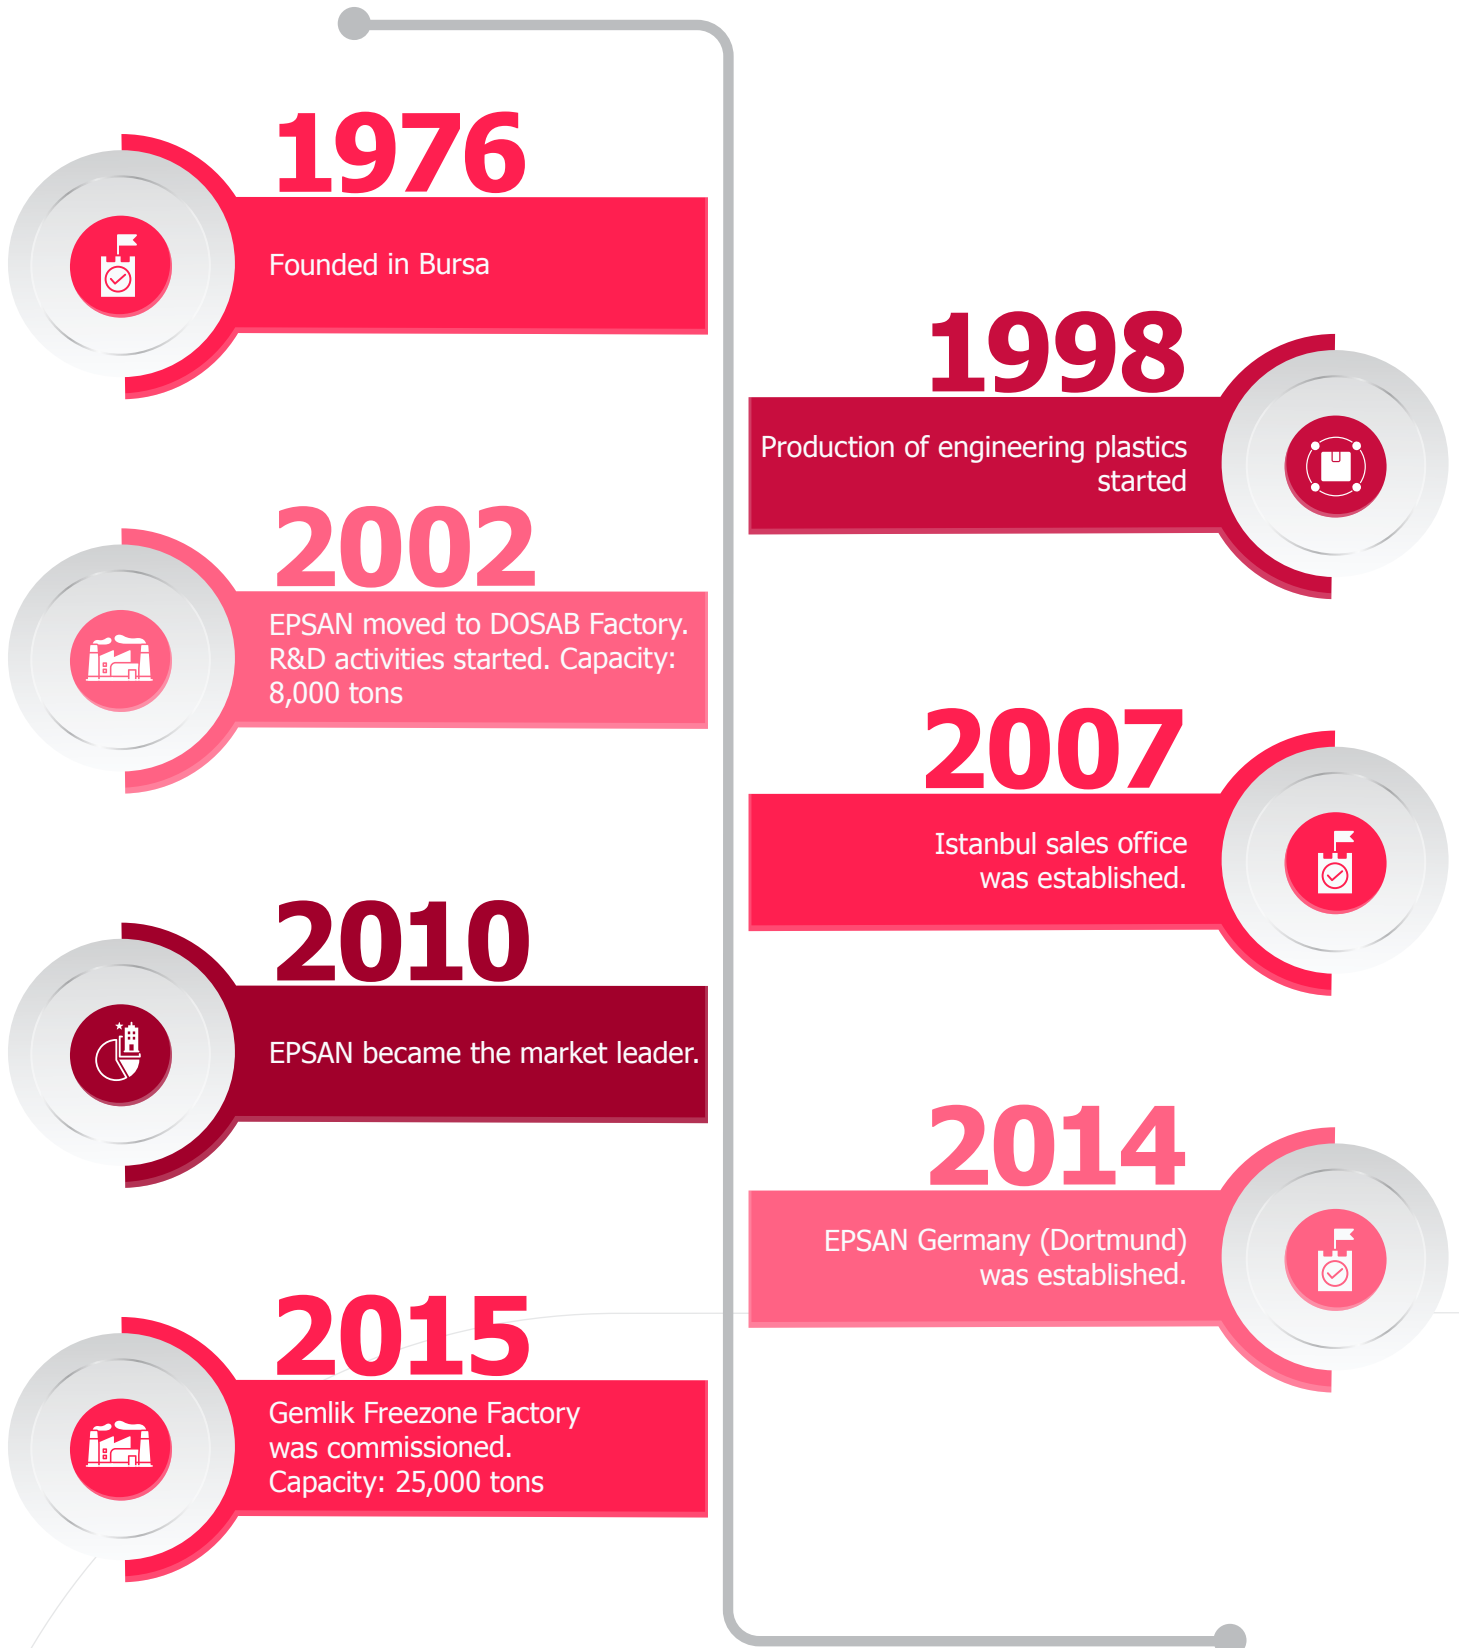 1976
Founded in Bursa
1998
Production of engineering plastics
started
2002
EPSAN moved to DOSAB Factory.
R&D activities started. Capacity:
8,000 tons
2007
Istanbul sales office
was established.
2010
EPSAN became the market leader.
2014
EPSAN Germany (Dortmund)
was established.
2015
Gemlik Freezone Factory
was commissioned.
Capacity: 25,000 tons